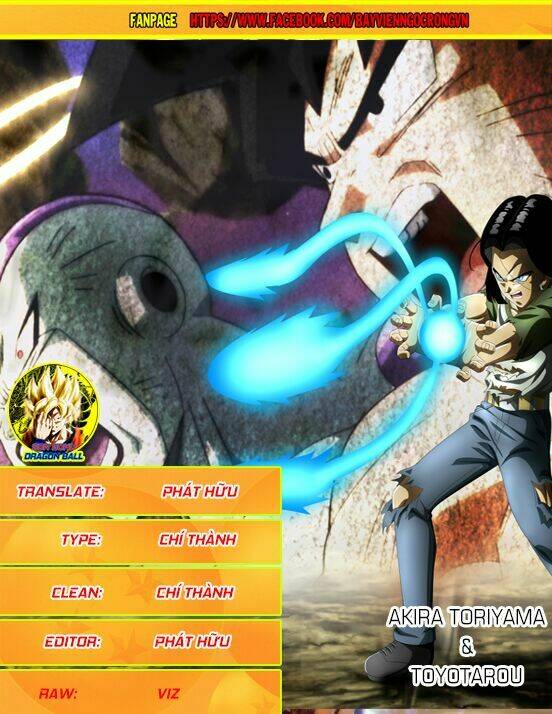 FANPAGE HTTPS://WWW.FACEBOOK.COM/BAYVIENNGOCRONGVN
DRAGON BALL
TRANSLATE: PHÁT HỮU
TYPE: CHÍ THÀNH
CLEAN: CHÍ THÀNH
EDITOR: PHÁT HỮU
RAW: VIZ
AKIRA TORIYAMA
&
TOYOTAROU